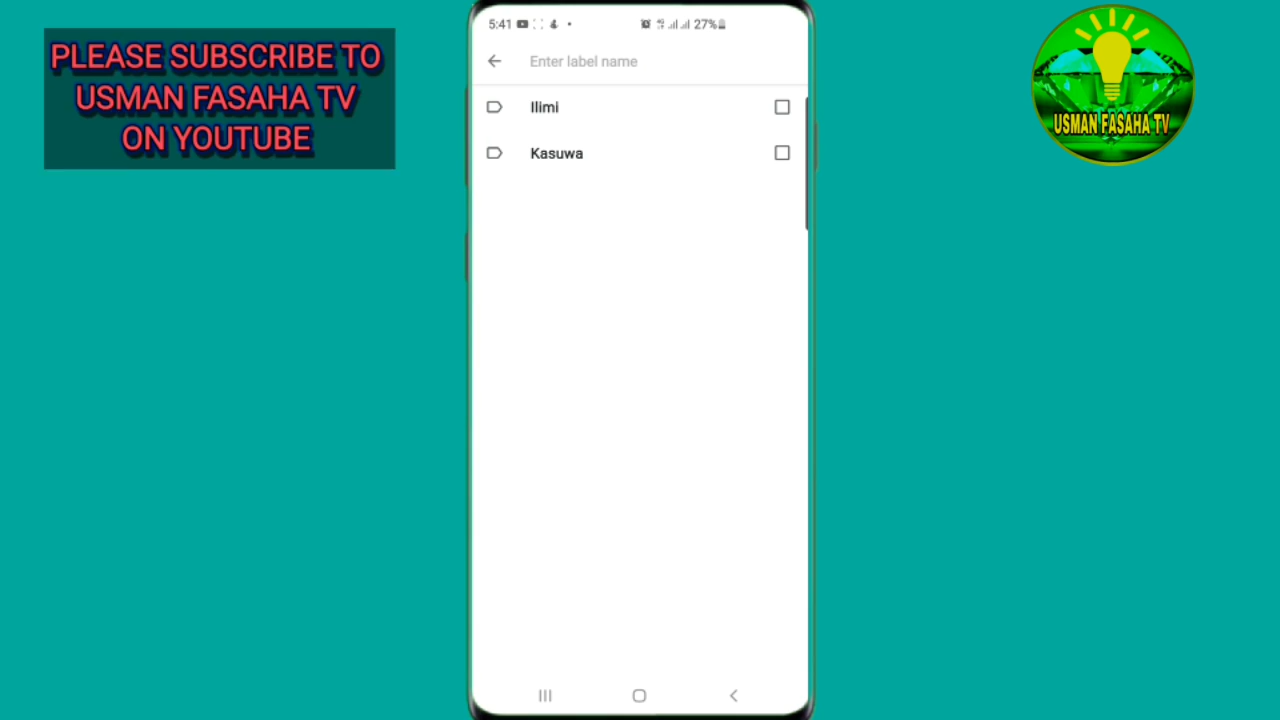 PLEASE SUBSCRIBE TO
USMAN FASAHA TV
ON YOUTUBE
5:41
27%
Enter label name
Ilimi
Kasuwa
USMAN FASAHA TV